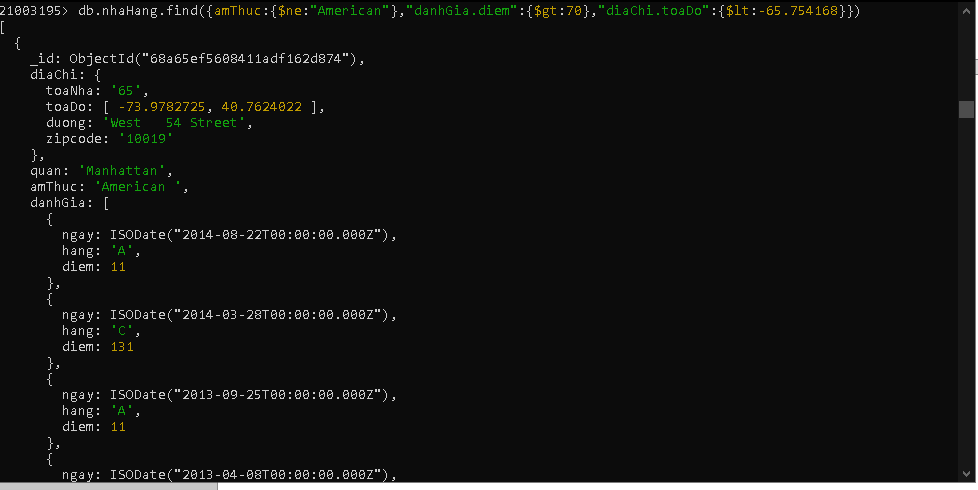 21003195> db.nhaHang.find({amThuc:{$ne:"American"},"danhGia.diem":{$gt:70},"diaChi.toaDo":{$lt:-65.754168}})
[
  {
    _id: ObjectId("68a65ef5608411adf162d874"),
    diaChi: {
      toaNha: '65',
      toaDo: [ -73.9782725, 40.7624022 ],
      duong: 'West   54 Street',
      zipcode: '10019'
    },
    quan: 'Manhattan',
    amThuc: 'American ',
    danhGia: [
      {
        ngay: ISODate("2014-08-22T00:00:00.000Z"),
        hang: 'A',
        diem: 11
      },
      {
        ngay: ISODate("2014-03-28T00:00:00.000Z"),
        hang: 'C',
        diem: 131
      },
      {
        ngay: ISODate("2013-09-25T00:00:00.000Z"),
        hang: 'A',
        diem: 11
      },
      {
        ngay: ISODate("2013-04-08T00:00:00.000Z"),